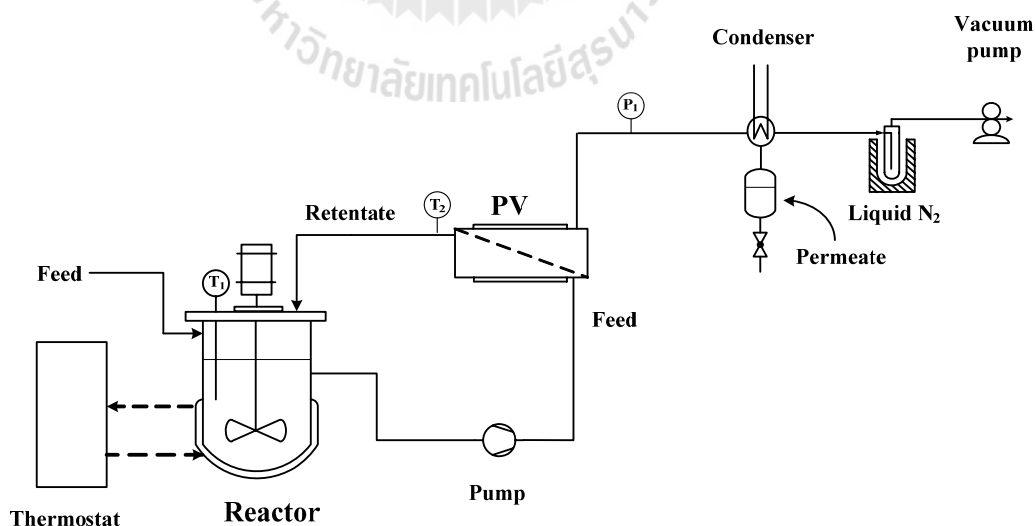 มหาวิทยาลัยเทคโนโลยีสุรนา
Vacuum
pump
Condenser
P₁
Liquid N₂
Permeate
T₂
PV
Retentate
Feed
T₁
Feed
Pump
Thermostat
Reactor